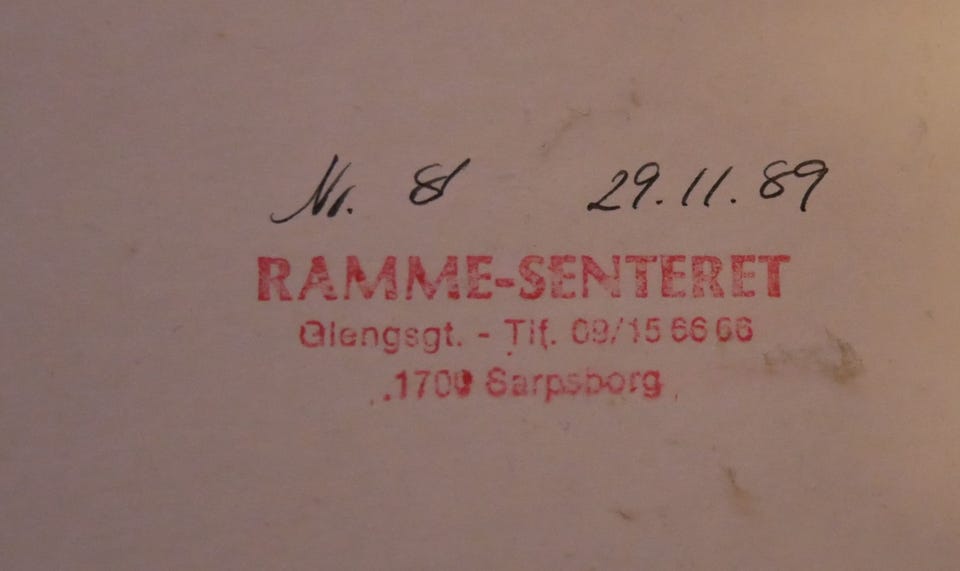 Nr. 8 29.11.89
RAMME-SENTERET
Glengsgt. - Tlf. 09/15 66 66
1700 Sarpsborg